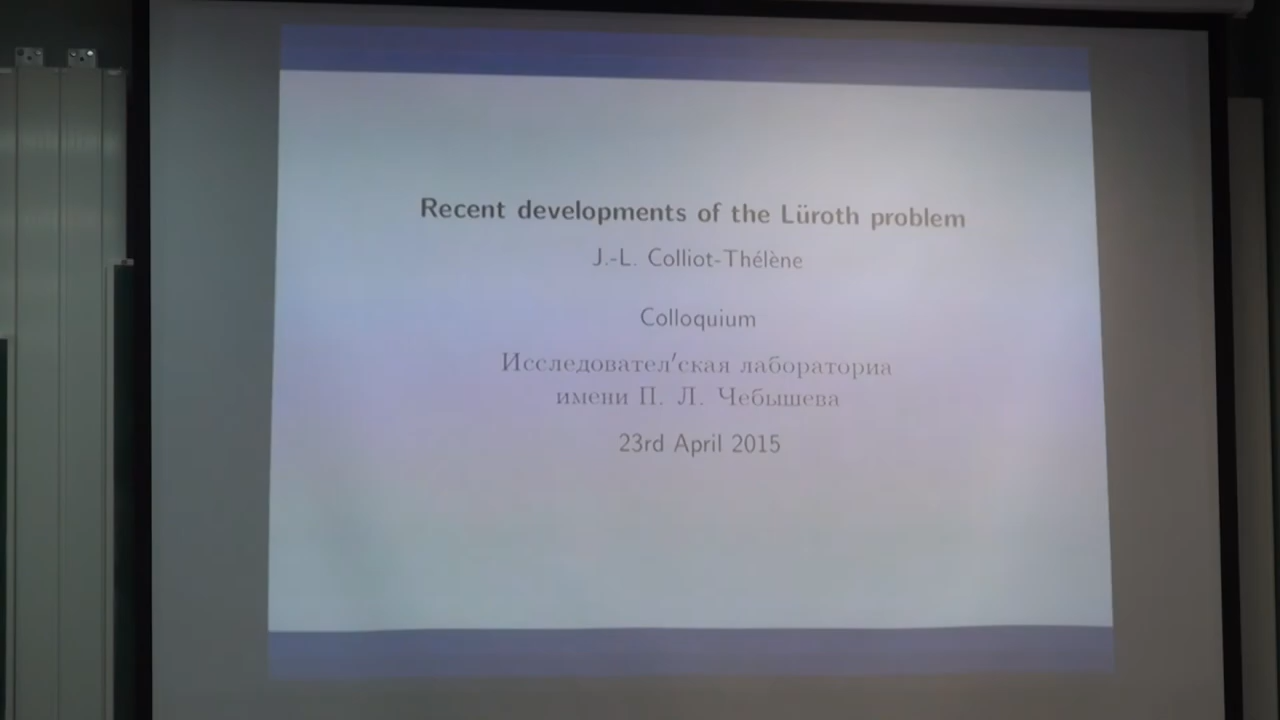 Recent developments of the Lüroth problem
J.-L. Colliot-Thélène
Colloquium
Исследовател′ская лабораториа
имени П. Л. Чебышева
23rd April 2015